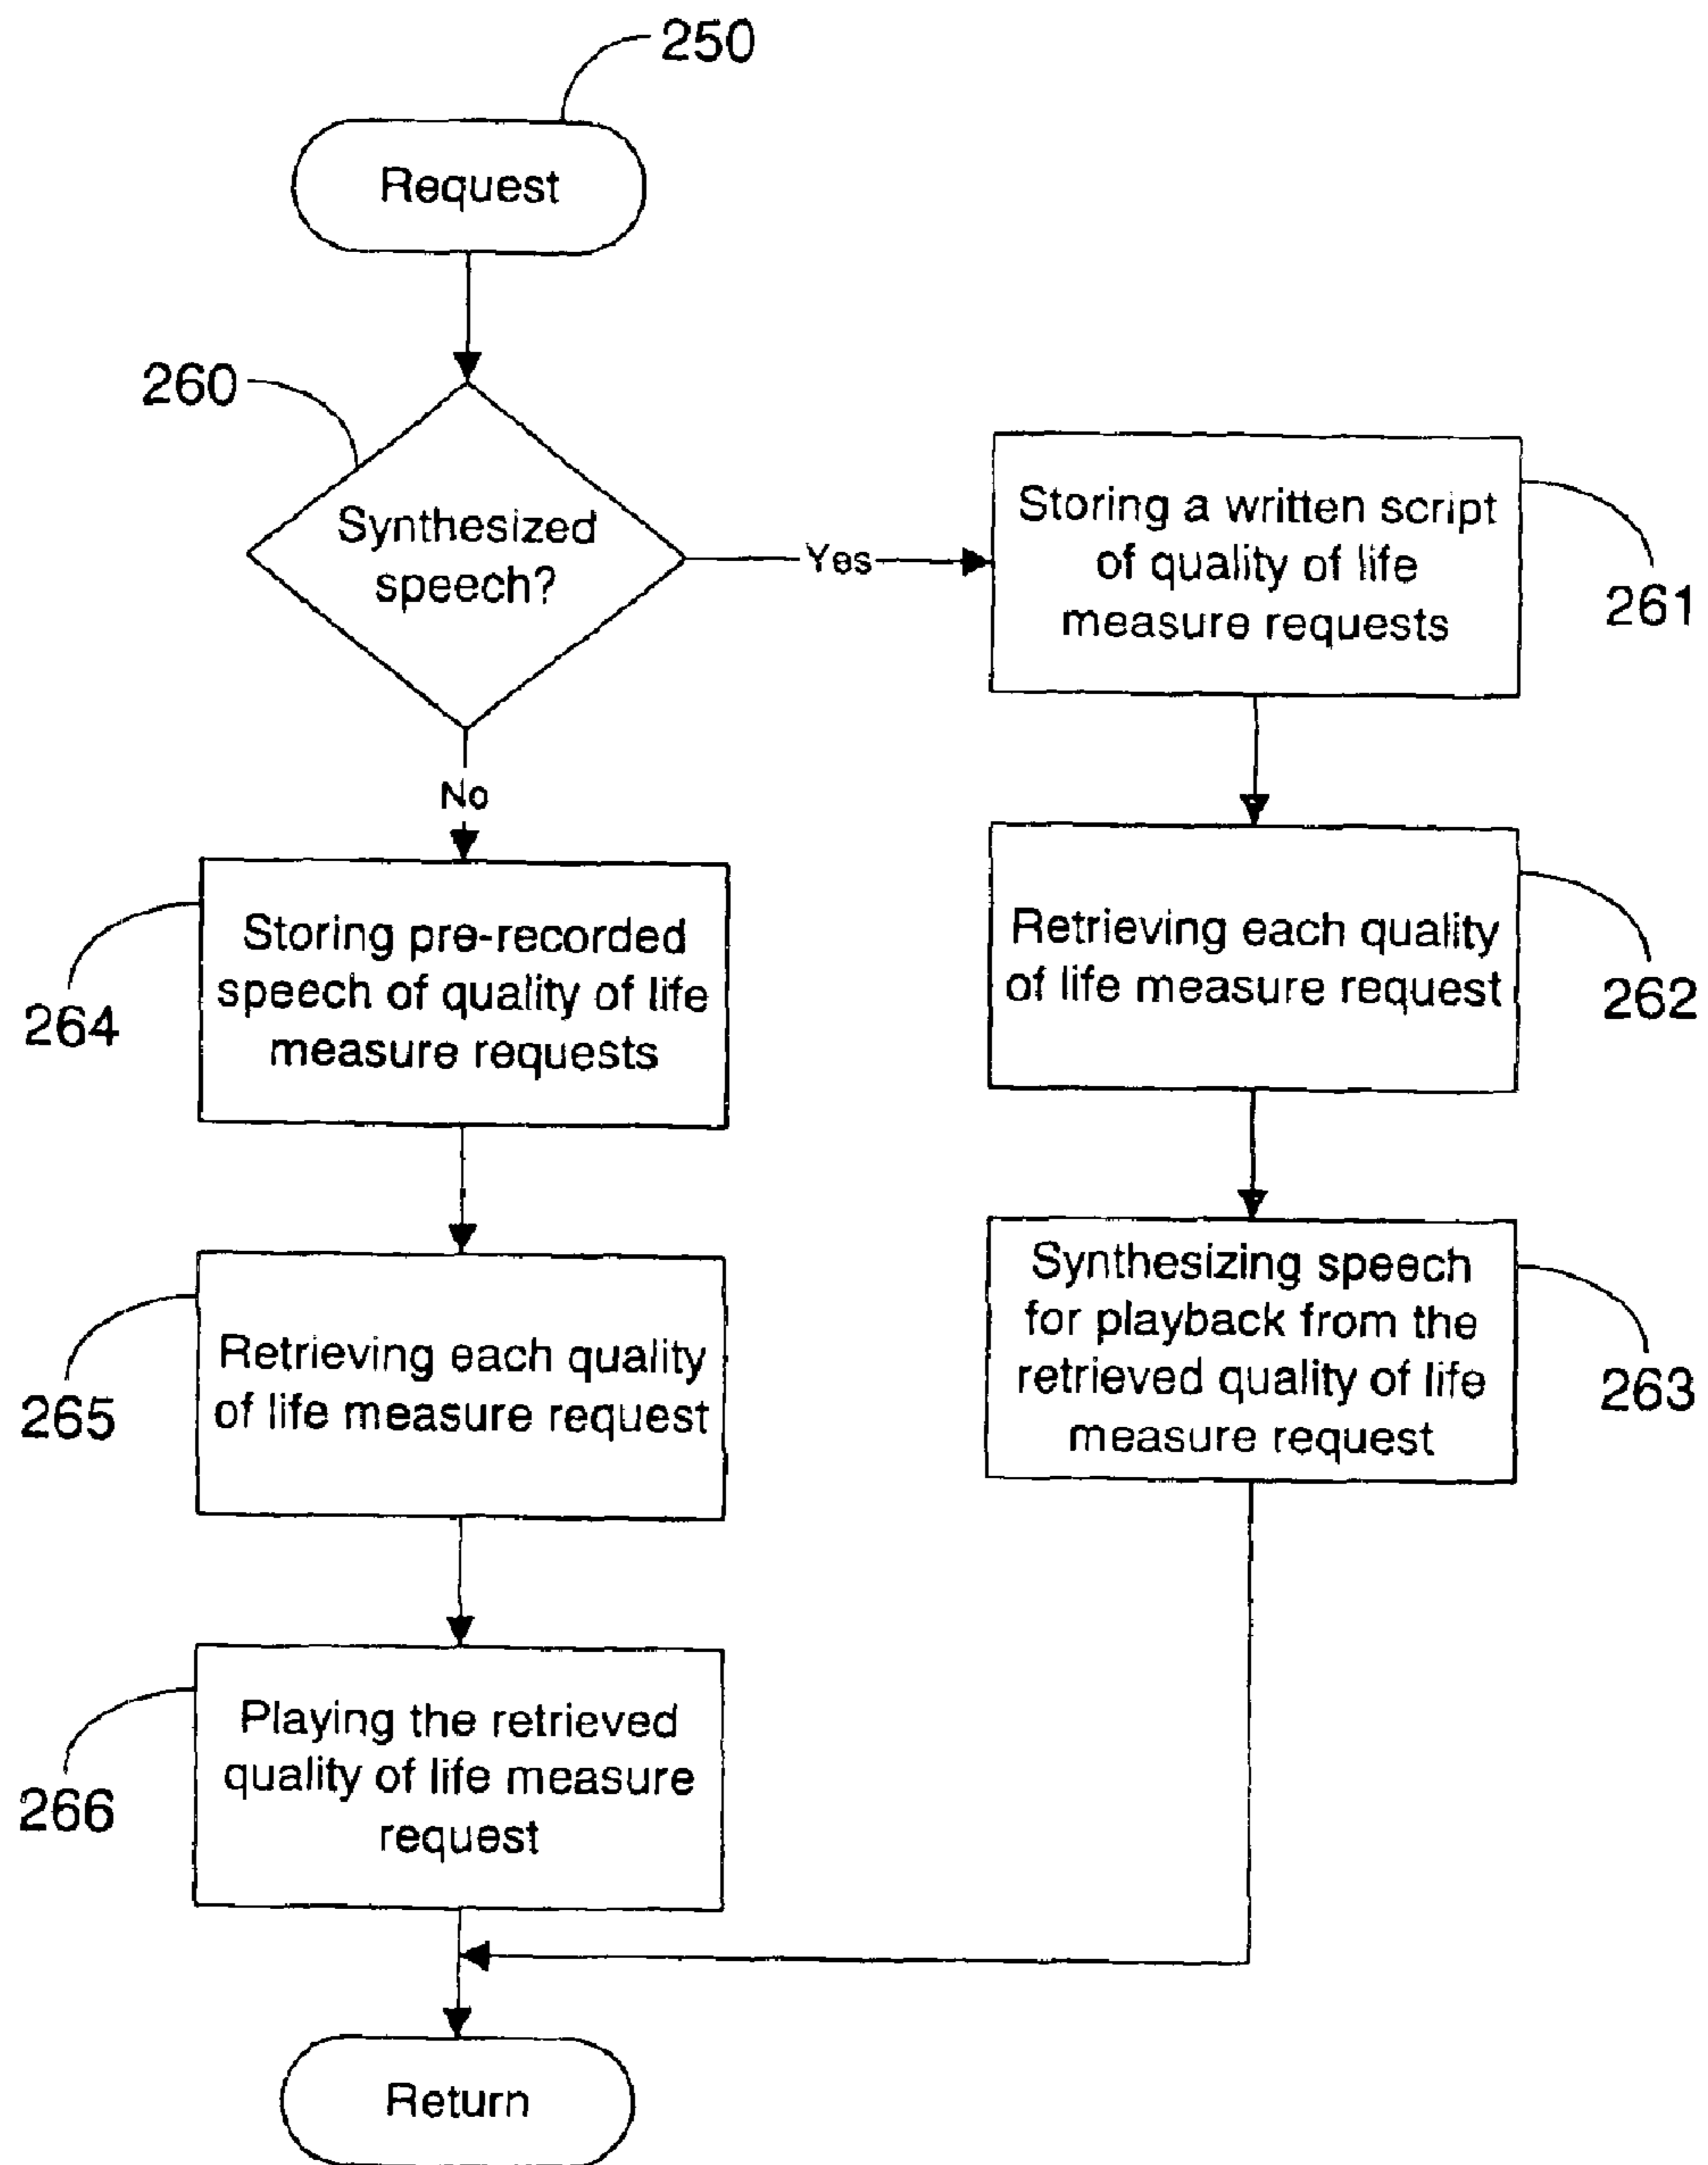 250
Request
260
Synthesized
speech?
Yes
Storing a written script
of quality of life
measure requests
261
No
Retrieving each quality
of life measure request
262
Storing pre-recorded
speech of quality of life
measure requests
264
Synthesizing speech
for playback from the
retrieved quality of life
measure request
263
Retrieving each quality
of life measure request
265
Playing the retrieved
quality of life measure
request
266
Return